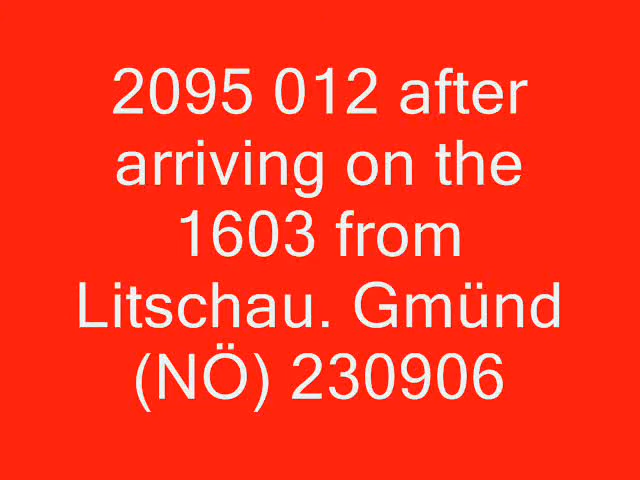 2095 012 after
arriving on the
1603 from
Litschau. Gmünd
(NÖ) 230906